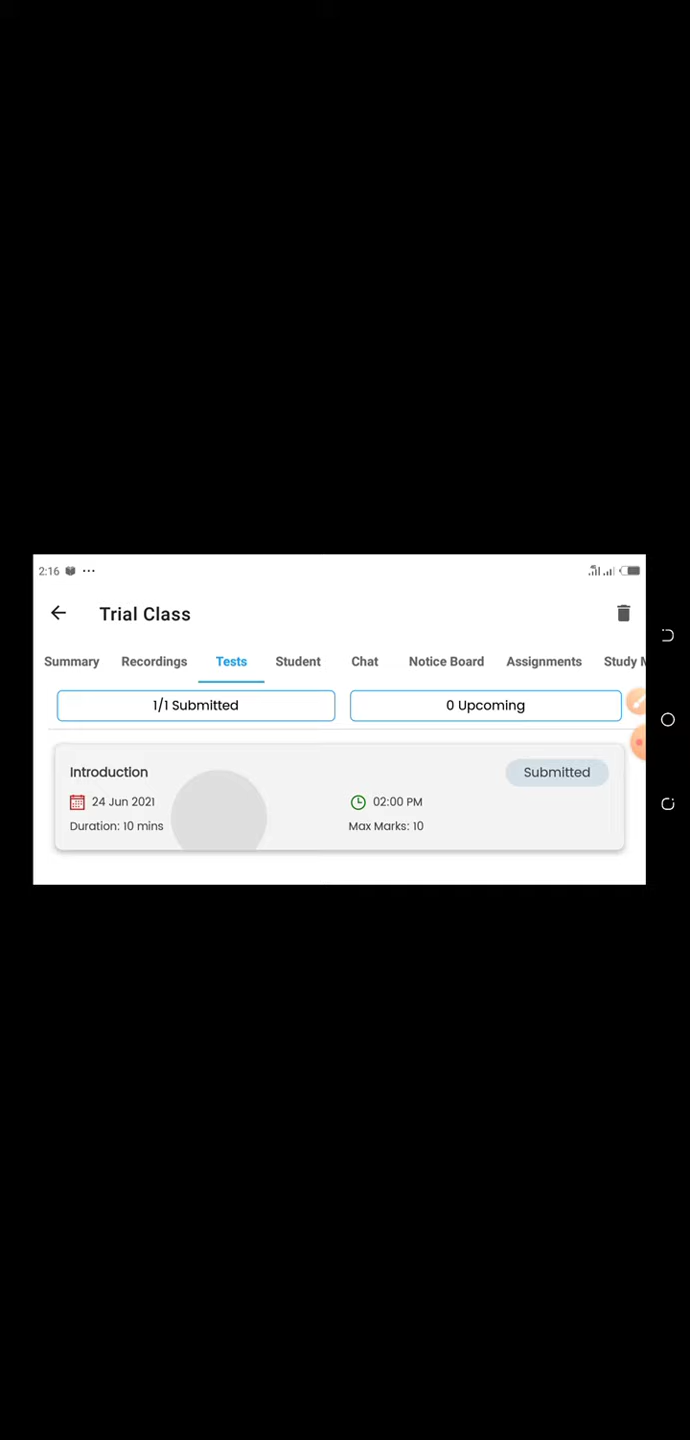 2:16
Trial Class
Summary Recordings Tests Student Chat Notice Board Assignments Study
1/1 Submitted 0 Upcoming
Introduction Submitted
24 Jun 2021 02:00 PM
Duration: 10 mins Max Marks: 10